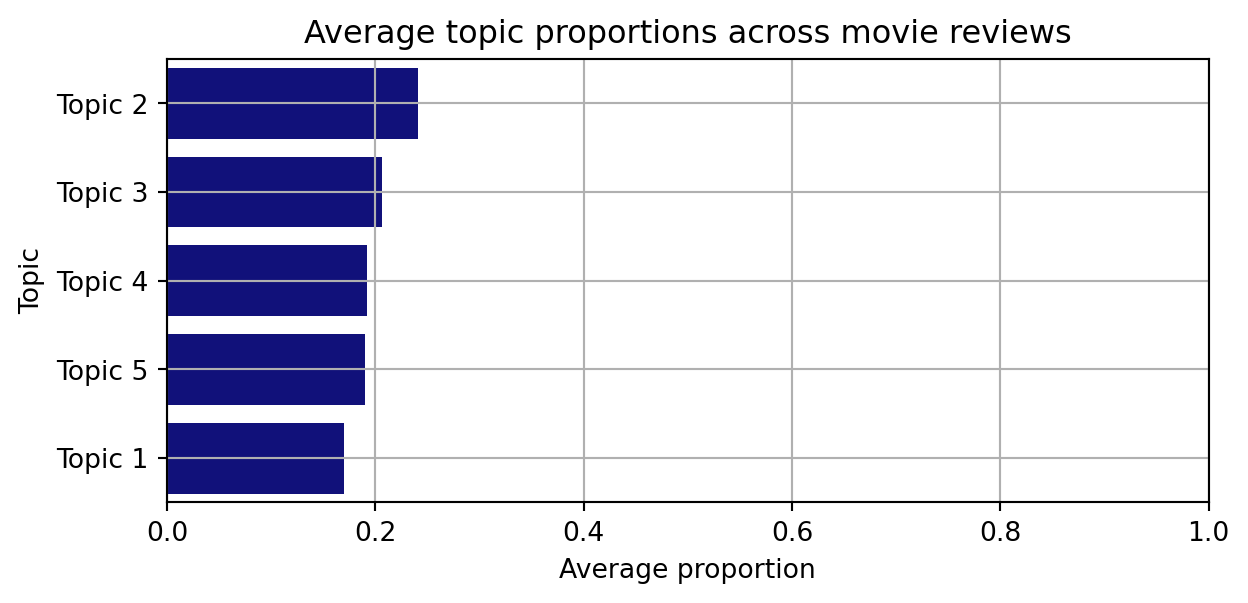 Average topic proportions across movie reviews
Topic
Topic 2
Topic 3
Topic 4
Topic 5
Topic 1
0.0 0.2 0.4 0.6 0.8 1.0
Average proportion